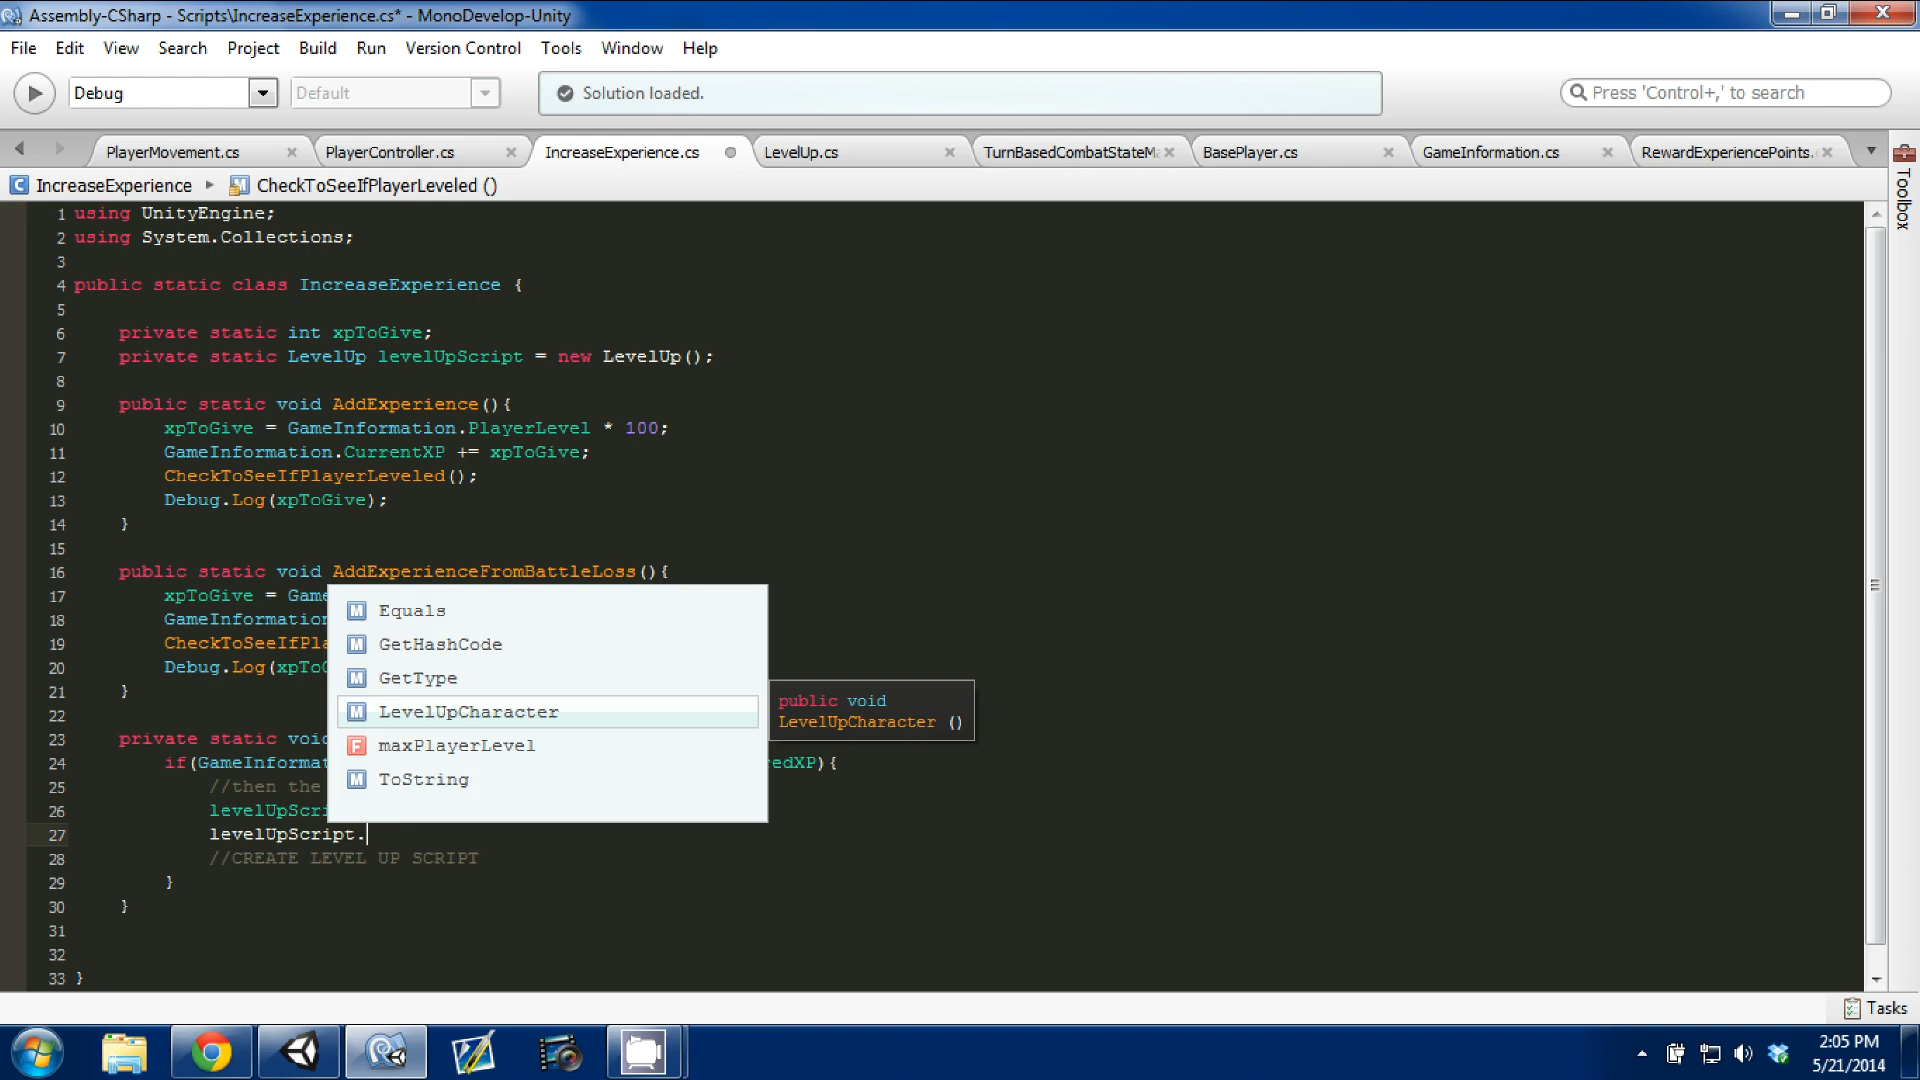 Assembly-CSharp - Scripts\IncreaseExperience.cs* - MonoDevelop-Unity
File Edit View Search Project Build Run Version Control Tools Window Help
Debug Default Solution loaded. Press 'Control+,' to search
PlayerMovement.cs PlayerController.cs IncreaseExperience.cs LevelUp.cs TurnBasedCombatStateMa BasePlayer.cs GameInformation.cs RewardExperiencePoints.
IncreaseExperience CheckToSeeIfPlayerLeveled ()
Toolbox
1 using UnityEngine;
2 using System.Collections;
3
4 public static class IncreaseExperience {
5
6 private static int xpToGive;
7 private static LevelUp levelUpScript = new LevelUp();
8
9 public static void AddExperience(){
10 xpToGive = GameInformation.PlayerLevel * 100;
11 GameInformation.CurrentXP += xpToGive;
12 CheckToSeeIfPlayerLeveled();
13 Debug.Log(xpToGive);
14 }
15
16 public static void AddExperienceFromBattleLoss(){
17 xpToGive = Game
18 GameInformation
19 CheckToSeeIfPla
20 Debug.Log(xpToG
21 }
22
23 private static void
24 if(GameInformat redXP){
25 //then the
26 levelUpScri
27 levelUpScript.
28 //CREATE LEVEL UP SCRIPT
29 }
30 }
31
32
33 }
Equals
GetHashCode
GetType
LevelUpCharacter
maxPlayerLevel
ToString
public void
LevelUpCharacter ()
Tasks
2:05 PM
5/21/2014